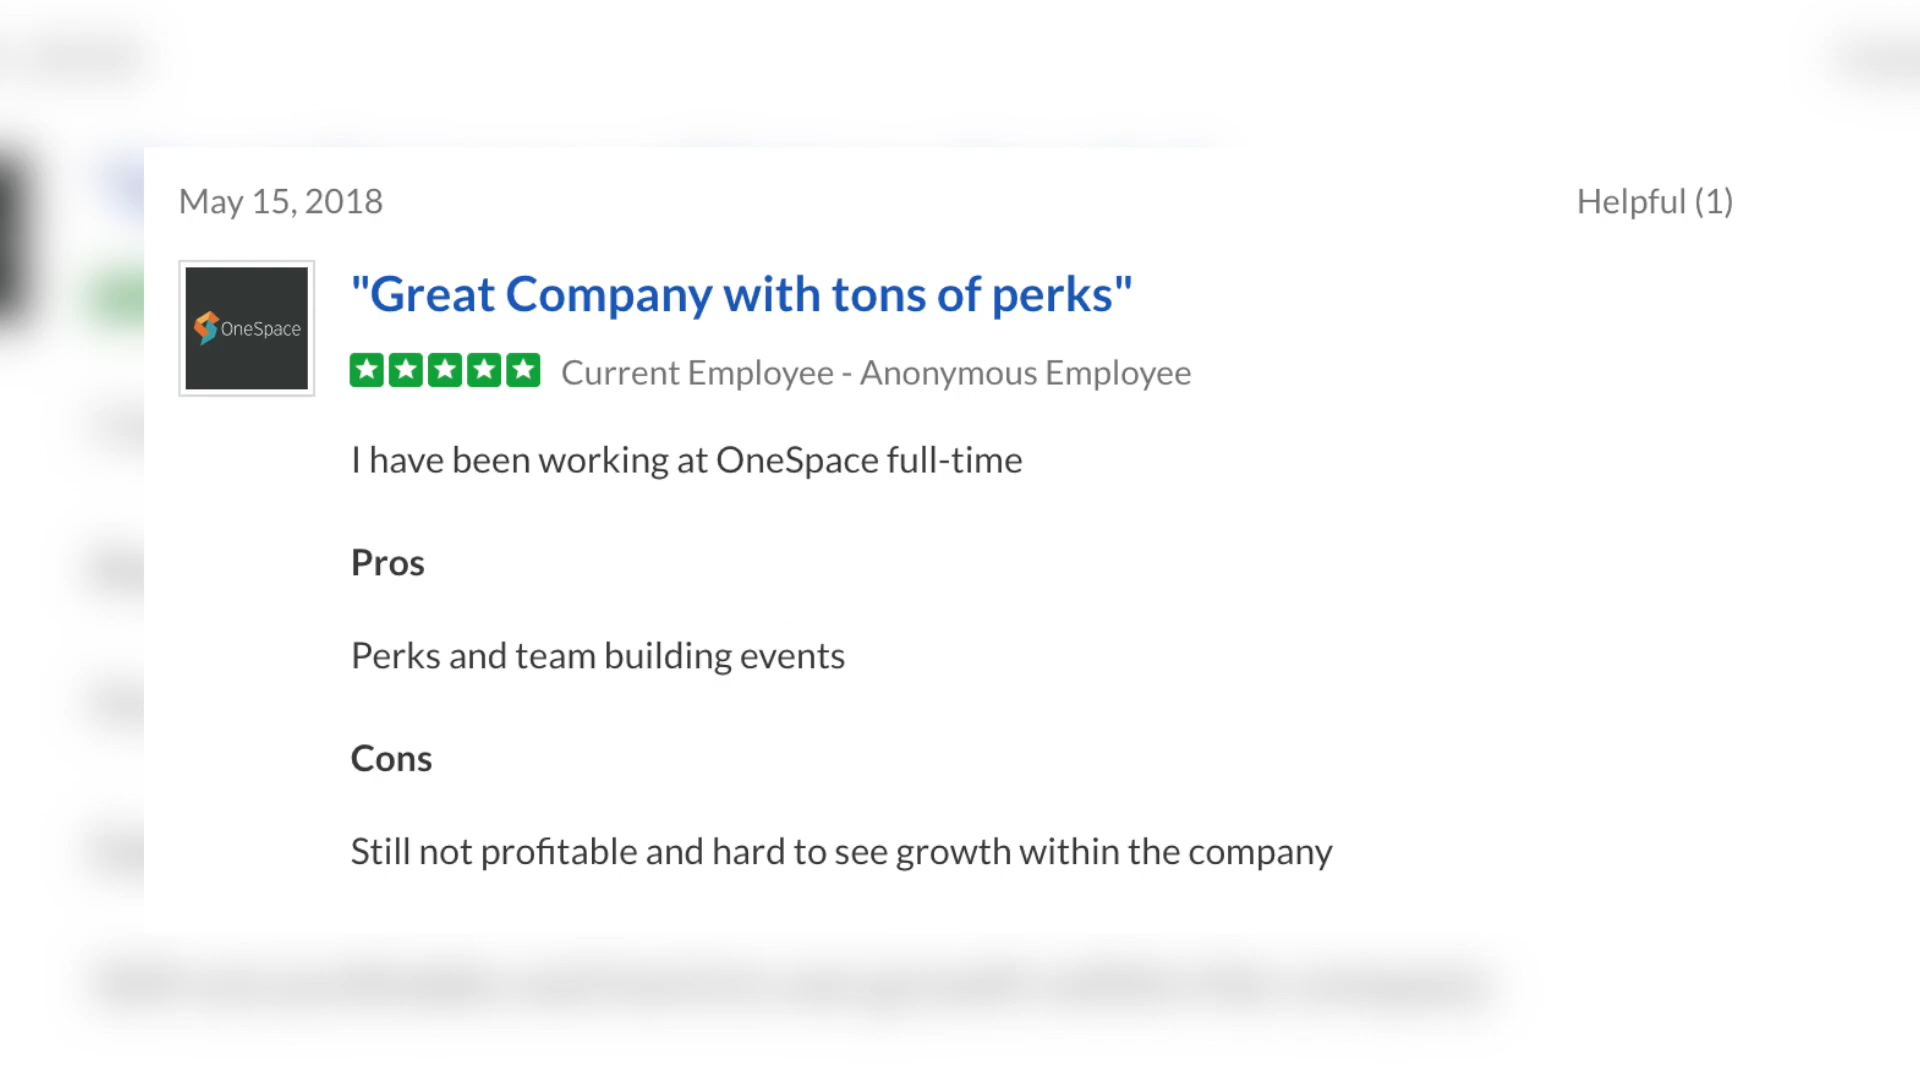 May 15, 2018
Helpful (1)
OneSpace
"Great Company with tons of perks"
Current Employee - Anonymous Employee
I have been working at OneSpace full-time
Pros
Perks and team building events
Cons
Still not profitable and hard to see growth within the company